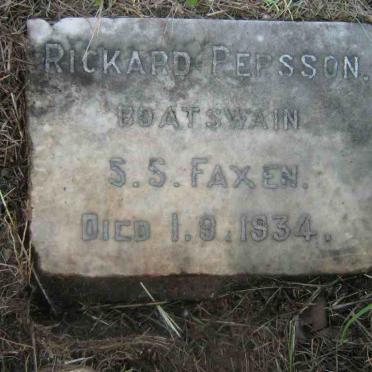 RICKARD PERSSON.
BOATSWAIN
S.S. FAXEN.
DIED 1.9.1934.